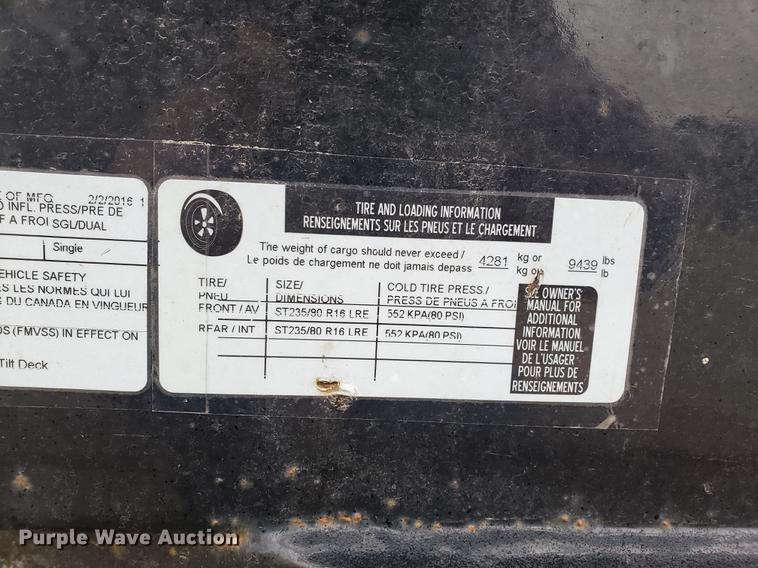 E OF MFG 2/2/2016 1
INFL. PRESS/PRE DE
F A FROI SGL/DUAL
Single
EHICLE SAFETY
ES LES NORMES QUI LUI
S DU CANADA EN VINGUEUR
DS (FMVSS) IN EFFECT ON
Tilt Deck
TIRE AND LOADING INFORMATION
RENSEIGNEMENTS SUR LES PNEUS ET LE CHARGEMENT
The weight of cargo should never exceed / kg or lbs
Le poids de chargement ne doit jamais depass 4281 kg ou 9439 lb
TIRE/ SIZE/ COLD TIRE PRESS./
PNEU DIMENSIONS PRESS DE PNEUS A FROI
FRONT / AV ST235/80 R16 LRE 552 KPA(80 PSI)
REAR / INT ST235/80 R16 LRE 552 KPA(80 PSI)
SEE OWNER'S
MANUAL FOR
ADDITIONAL
INFORMATION
VOIR LE MANUEL
DE L'USAGER
POUR PLUS DE
RENSEIGNEMENTS
Purple Wave Auction